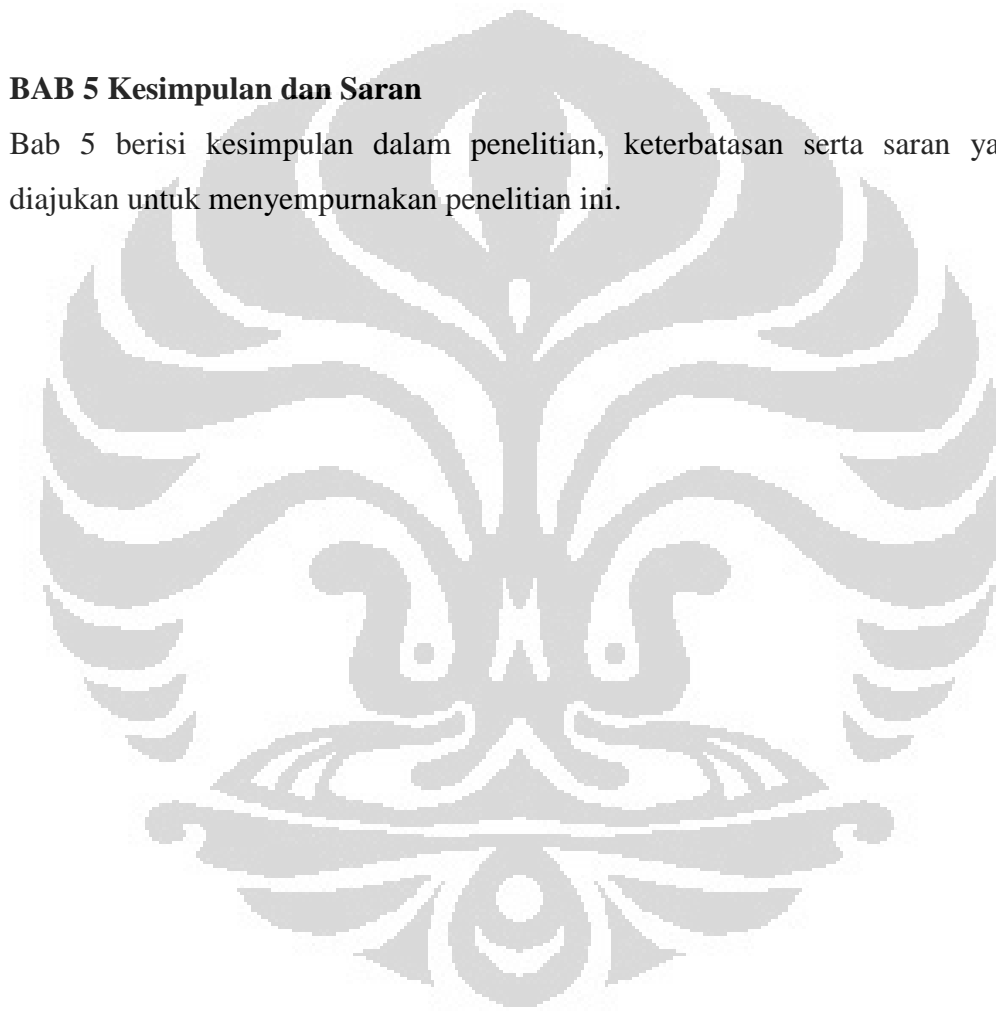 BAB 5 Kesimpulan dan Saran
Bab 5 berisi kesimpulan dalam penelitian, keterbatasan serta saran ya
diajukan untuk menyempurnakan penelitian ini.